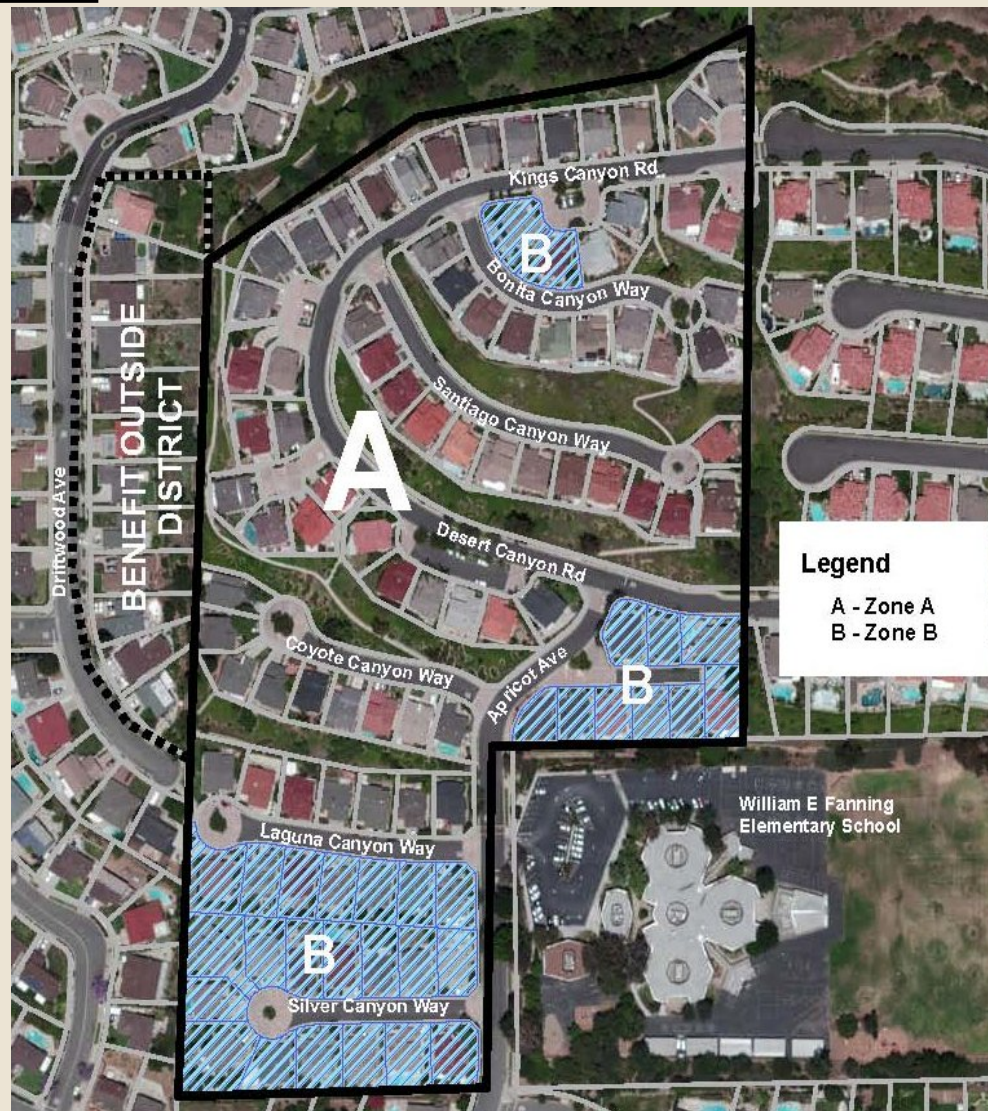 Kings Canyon Rd
B
Bonita Canyon Way
Santiago Canyon Way
A
BENEFIT OUTSIDE
DISTRICT
Driftwood Ave
Desert Canyon Rd
Legend
A - Zone A
B - Zone B
Coyote Canyon Way
Apricot Ave
B
William E Fanning
Elementary School
Laguna Canyon Way
B
Silver Canyon Way